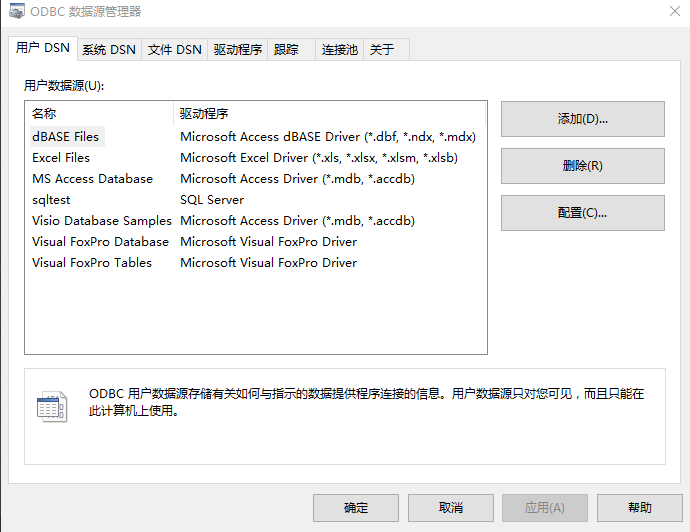 ODBC 数据源管理器
用户 DSN 系统 DSN 文件 DSN 驱动程序 跟踪 连接池 关于
用户数据源(U):
名称 驱动程序
dBASE Files Microsoft Access dBASE Driver (*.dbf, *.ndx, *.mdx)
Excel Files Microsoft Excel Driver (*.xls, *.xlsx, *.xlsm, *.xlsb)
MS Access Database Microsoft Access Driver (*.mdb, *.accdb)
sqltest SQL Server
Visio Database Samples Microsoft Access Driver (*.mdb, *.accdb)
Visual FoxPro Database Microsoft Visual FoxPro Driver
Visual FoxPro Tables Microsoft Visual FoxPro Driver
添加(D)...
删除(R)
配置(C)...
ODBC 用户数据源存储有关如何与指示的数据提供程序连接的信息。用户数据源只对您可见，而且只能在
此计算机上使用。
确定 取消 应用(A) 帮助